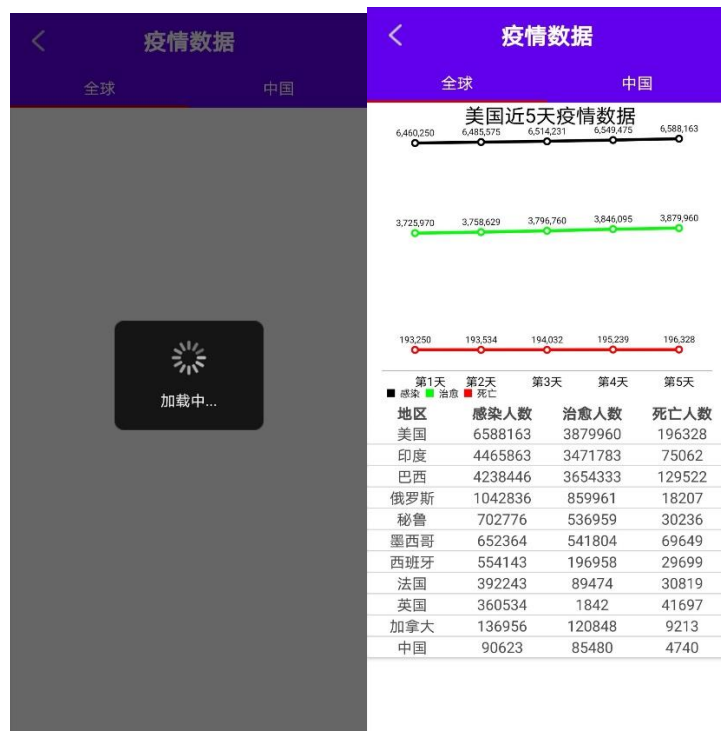 疫情数据
全球 中国
加载中...
疫情数据
全球 中国
美国近5天疫情数据
6,460,250 6,485,575 6,514,231 6,549,475 6,588,163
3,725,970 3,758,629 3,796,760 3,846,095 3,879,960
193,250 193,534 194,032 195,239 196,328
第1天 第2天 第3天 第4天 第5天
感染 治愈 死亡
地区 感染人数 治愈人数 死亡人数
美国 6588163 3879960 196328
印度 4465863 3471783 75062
巴西 4238446 3654333 129522
俄罗斯 1042836 859961 18207
秘鲁 702776 536959 30236
墨西哥 652364 541804 69649
西班牙 554143 196958 29699
法国 392243 89474 30819
英国 360534 1842 41697
加拿大 136956 120848 9213
中国 90623 85480 4740